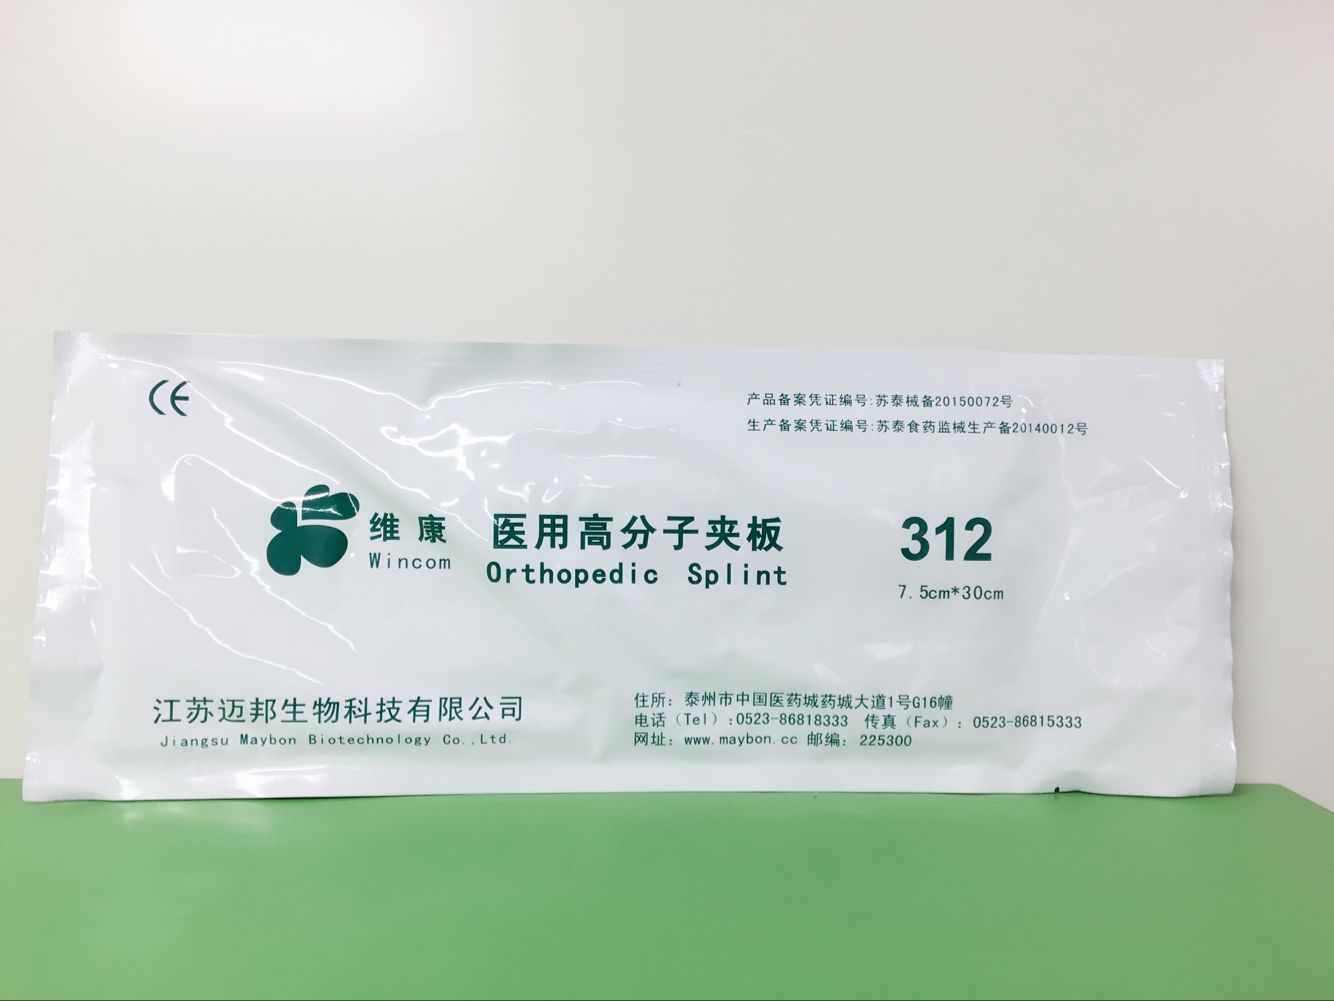 CE
产品备案凭证编号:苏泰械备20150072号
生产备案凭证编号:苏泰食药监械生产备20140012号
维康 医用高分子夹板 312
Wincom Orthopedic Splint
7.5cm*30cm
江苏迈邦生物科技有限公司
Jiangsu Maybon Biotechnology Co.,Ltd.
住所：泰州市中国医药城药城大道1号G16幢
电话（Tel）:0523-86818333 传真（Fax）：0523-86815333
网址：www.maybon.cc 邮编：225300